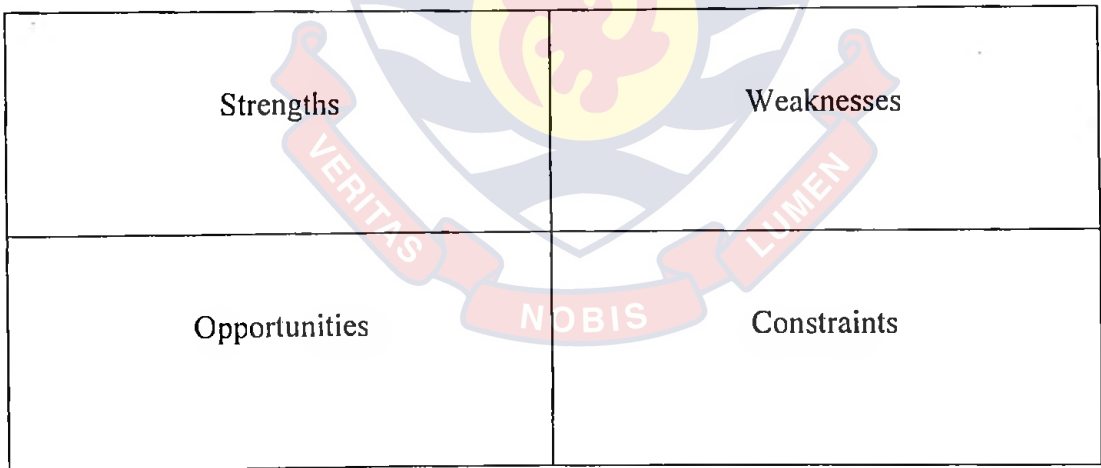 Strengths
Weaknesses
VERITAS
NOBIS
LUMEN
Opportunities
Constraints